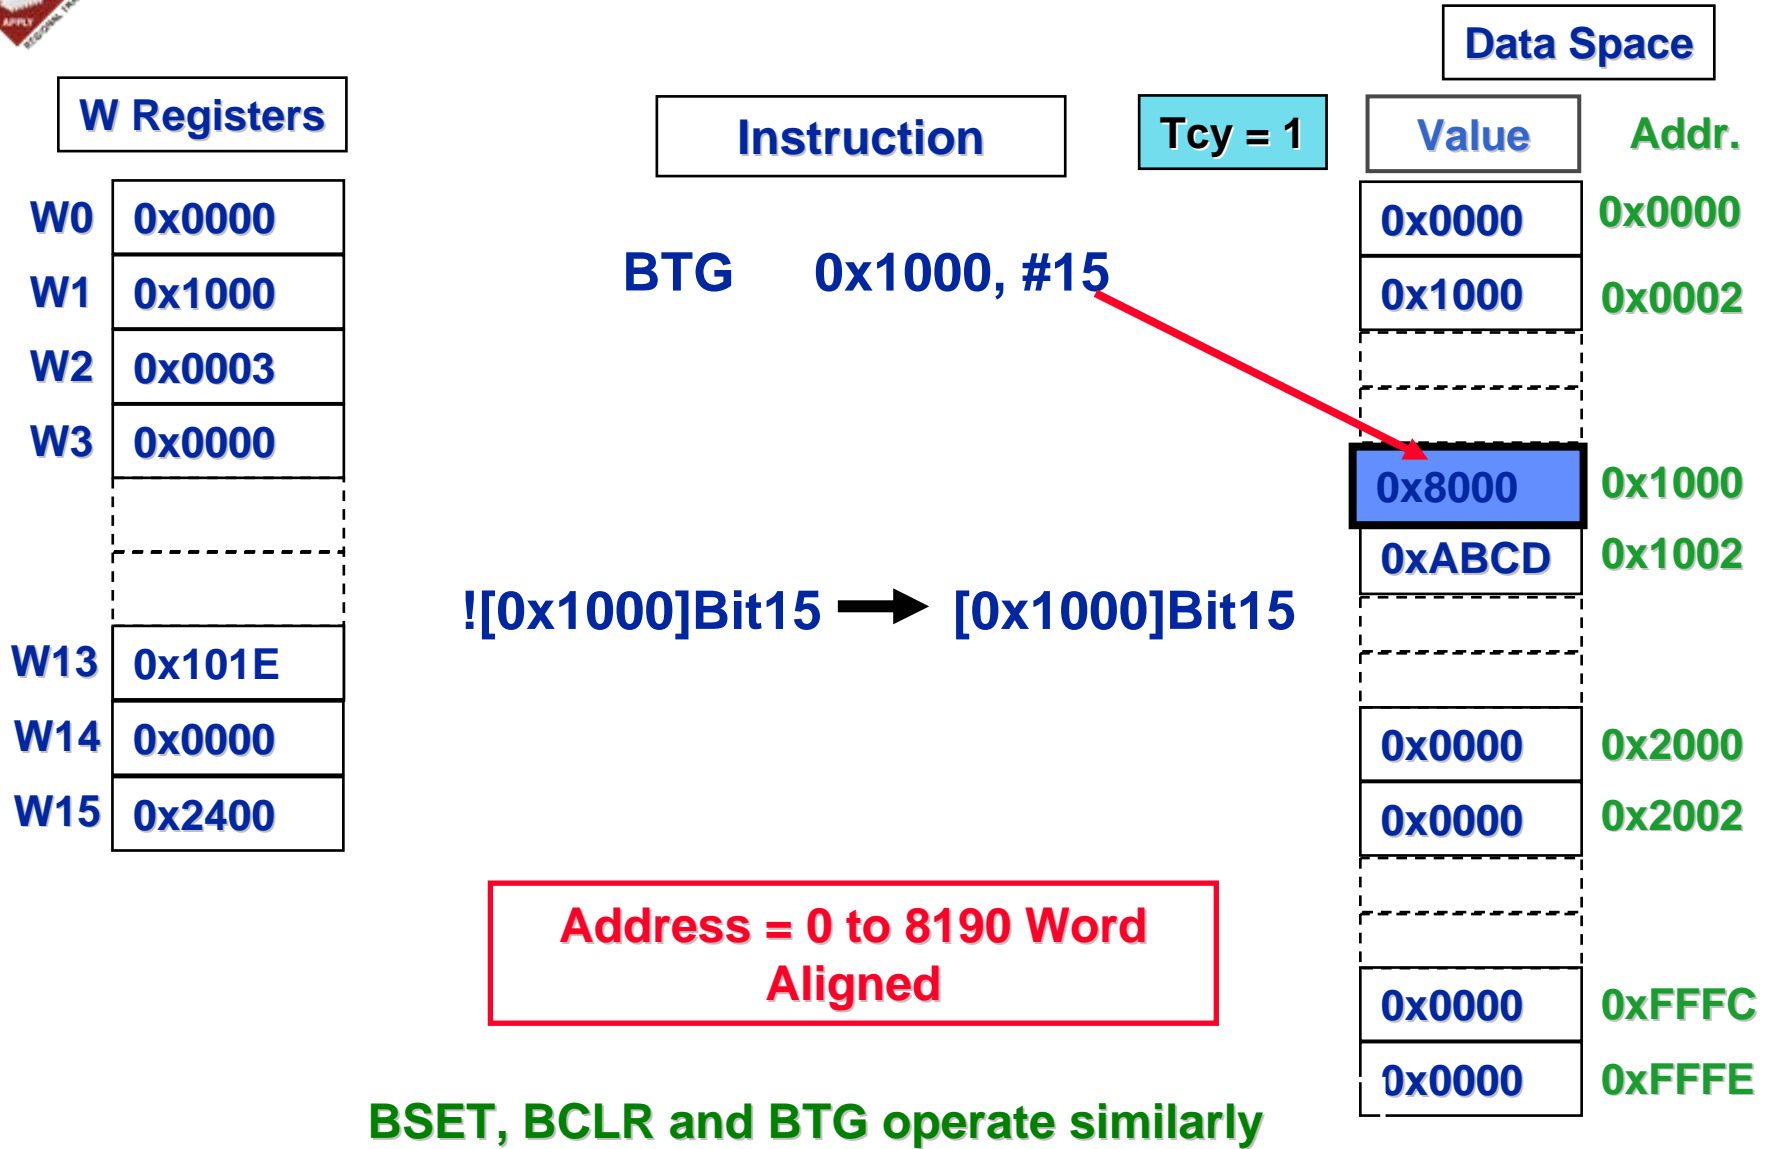 APPLY
REGIONAL
Data Space
W Registers
Instruction
Tcy = 1
Value
Addr.
W0 0x0000
W1 0x1000
W2 0x0003
W3 0x0000
W13 0x101E
W14 0x0000
W15 0x2400
BTG 0x1000, #15
![0x1000]Bit15 [0x1000]Bit15
0x0000 0x0000
0x1000 0x0002
0x8000 0x1000
0xABCD 0x1002
0x0000 0x2000
0x0000 0x2002
0x0000 0xFFFC
0x0000 0xFFFE
Address = 0 to 8190 Word
Aligned
BSET, BCLR and BTG operate similarly